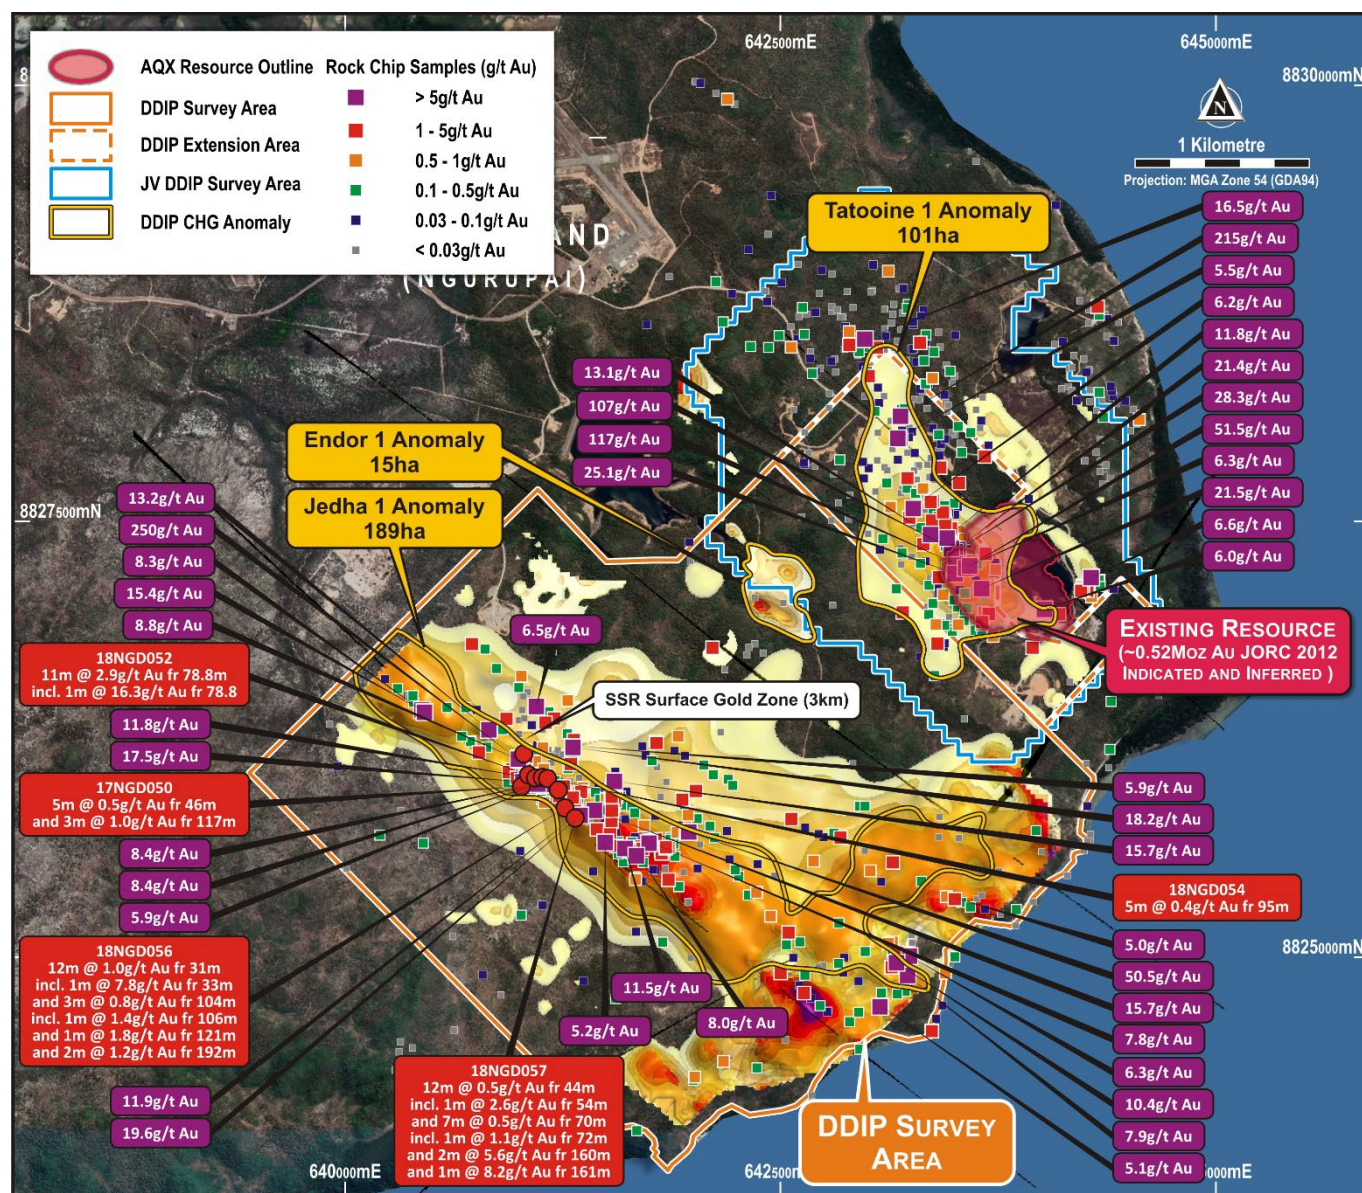 642500mE
645000mE
8830000mN
AQX Resource Outline
DDIP Survey Area
DDIP Extension Area
JV DDIP Survey Area
DDIP CHG Anomaly
Rock Chip Samples (g/t Au)
> 5g/t Au
1 - 5g/t Au
0.5 - 1g/t Au
0.1 - 0.5g/t Au
0.03 - 0.1g/t Au
< 0.03g/t Au
N
1 Kilometre
Projection: MGA Zone 54 (GDA94)
AND
(NGURUPAI)
Tatooine 1 Anomaly
101ha
16.5g/t Au
215g/t Au
5.5g/t Au
6.2g/t Au
11.8g/t Au
21.4g/t Au
28.3g/t Au
51.5g/t Au
6.3g/t Au
21.5g/t Au
6.6g/t Au
6.0g/t Au
13.1g/t Au
107g/t Au
117g/t Au
25.1g/t Au
Endor 1 Anomaly
15ha
Jedha 1 Anomaly
189ha
8827500mN
13.2g/t Au
250g/t Au
8.3g/t Au
15.4g/t Au
8.8g/t Au
18NGD052
11m @ 2.9g/t Au fr 78.8m
incl. 1m @ 16.3g/t Au fr 78.8
11.8g/t Au
17.5g/t Au
17NGD050
5m @ 0.5g/t Au fr 46m
and 3m @ 1.0g/t Au fr 117m
8.4g/t Au
8.4g/t Au
5.9g/t Au
18NGD056
12m @ 1.0g/t Au fr 31m
incl. 1m @ 7.8g/t Au fr 33m
and 3m @ 0.8g/t Au fr 104m
incl. 1m @ 1.4g/t Au fr 106m
and 1m @ 1.8g/t Au fr 121m
and 2m @ 1.2g/t Au fr 192m
11.9g/t Au
19.6g/t Au
6.5g/t Au
SSR Surface Gold Zone (3km)
EXISTING RESOURCE
(~0.52MOZ AU JORC 2012
INDICATED AND INFERRED )
5.9g/t Au
18.2g/t Au
15.7g/t Au
18NGD054
5m @ 0.4g/t Au fr 95m
8825000mN
5.0g/t Au
50.5g/t Au
15.7g/t Au
7.8g/t Au
6.3g/t Au
10.4g/t Au
7.9g/t Au
5.1g/t Au
11.5g/t Au
5.2g/t Au
8.0g/t Au
18NGD057
12m @ 0.5g/t Au fr 44m
incl. 1m @ 2.6g/t Au fr 54m
and 7m @ 0.5g/t Au fr 70m
incl. 1m @ 1.1g/t Au fr 72m
and 2m @ 5.6g/t Au fr 160m
and 1m @ 8.2g/t Au fr 161m
DDIP SURVEY
AREA
640000mE
642500mE
000mE